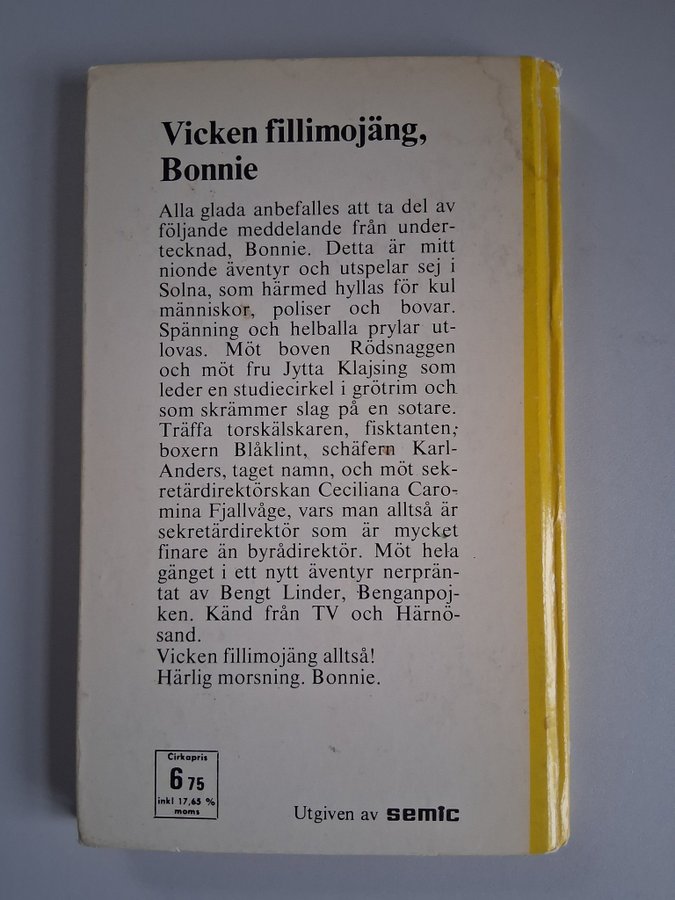 Vicken fillimojäng,
Bonnie
Alla glada anbefalles att ta del av
följande meddelande från under-
tecknad, Bonnie. Detta är mitt
nionde äventyr och utspelar sej i
Solna, som härmed hyllas för kul
människor, poliser och bovar.
Spänning och helballa prylar ut-
lovas. Möt boven Rödsnaggen
och möt fru Jytta Klajsing som
leder en studiecirkel i grötrim och
som skrämmer slag på en sotare.
Träffa torskälskaren, fisktanten,
boxern Blåklint, schäfern Karl-
Anders, taget namn, och möt sek-
retärdirektörskan Ceciliana Caro-
mina Fjallvåge, vars man alltså är
sekretärdirektör som är mycket
finare än byrådirektör. Möt hela
gänget i ett nytt äventyr nerprän-
tat av Bengt Linder, Benganpoj-
ken. Känd från TV och Härnö-
sand.
Vicken fillimojäng alltså!
Härlig morsning. Bonnie.
Cirkapris
6 75
inkl 17,65 %
moms
Utgiven av semic